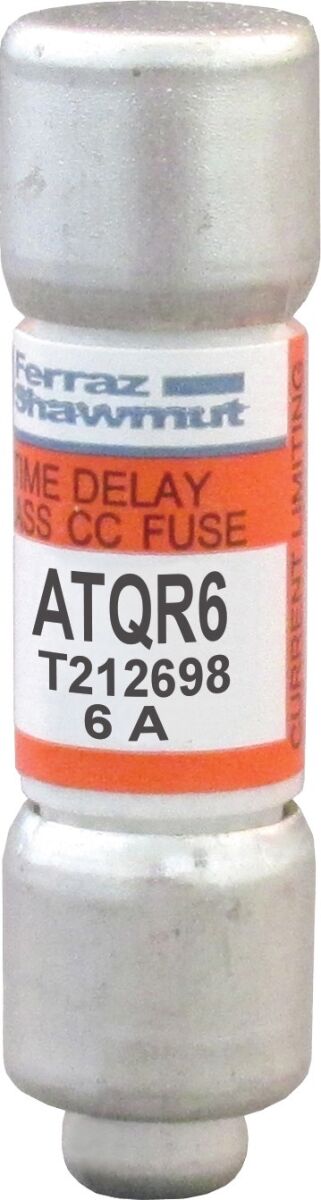 Ferraz
Shawmut
TIME DELAY
ASS CC FUSE
ATQR6
T212698
6 A
CURRENT LIMITING